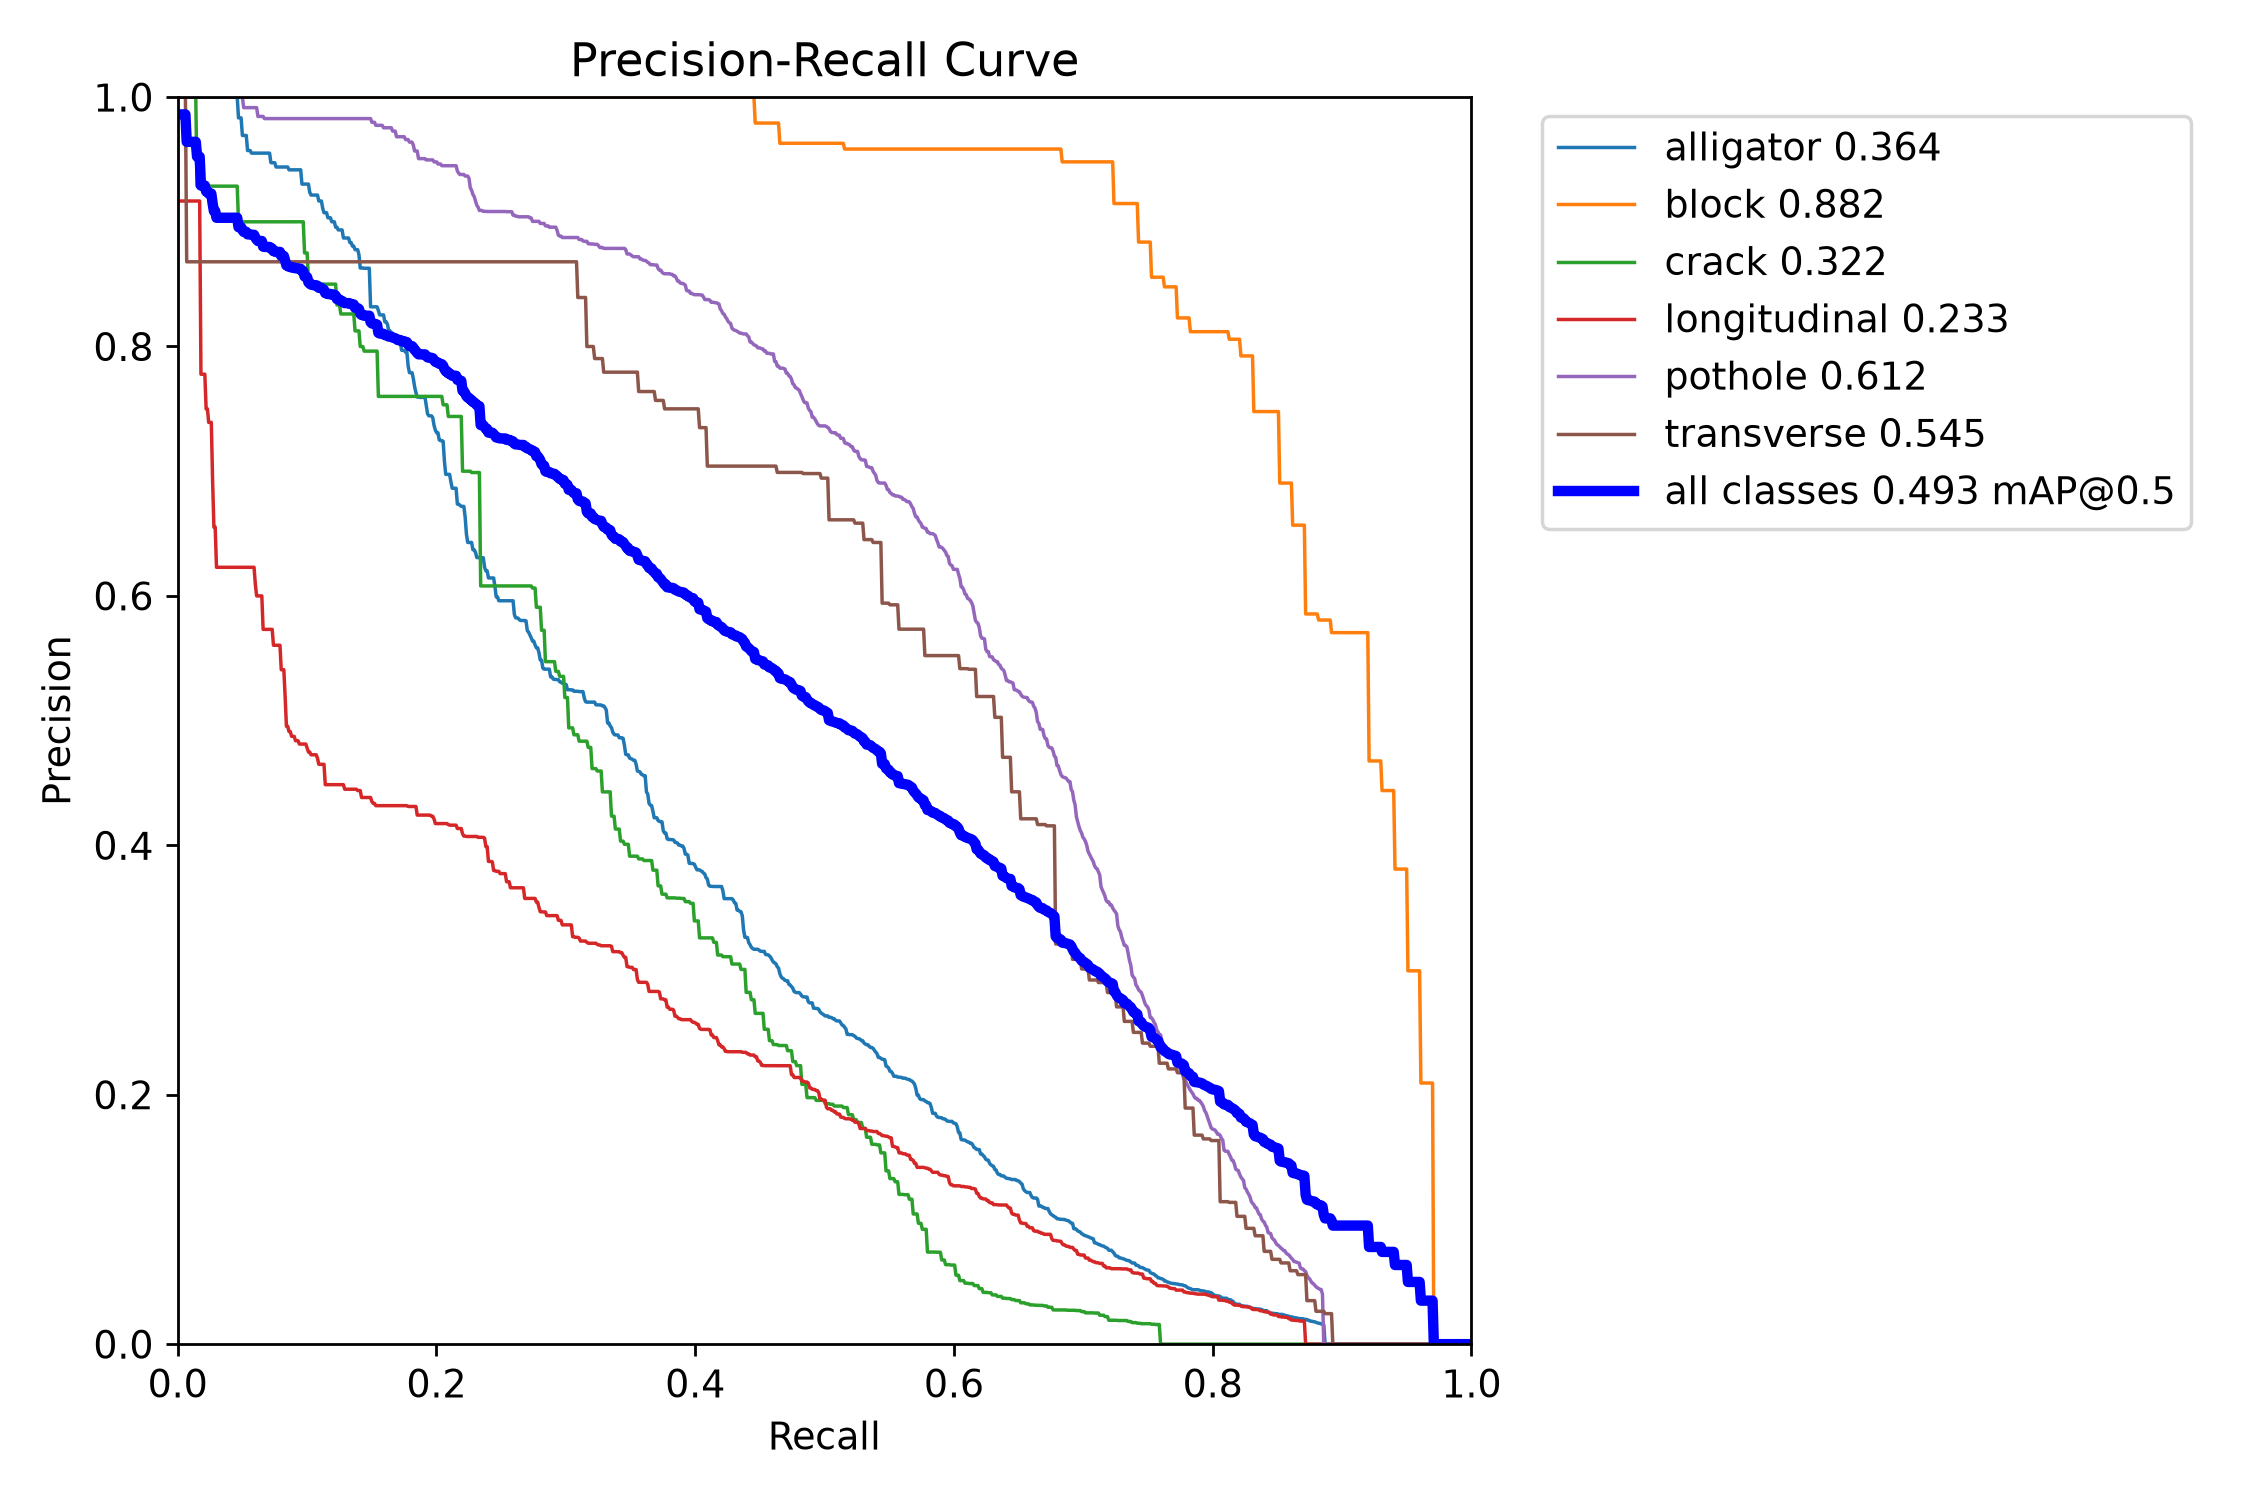 Precision-Recall Curve
1.0
0.8
0.6
0.4
0.2
0.0
Precision
0.0 0.2 0.4 0.6 0.8 1.0
Recall
alligator 0.364
block 0.882
crack 0.322
longitudinal 0.233
pothole 0.612
transverse 0.545
all classes 0.493 mAP@0.5